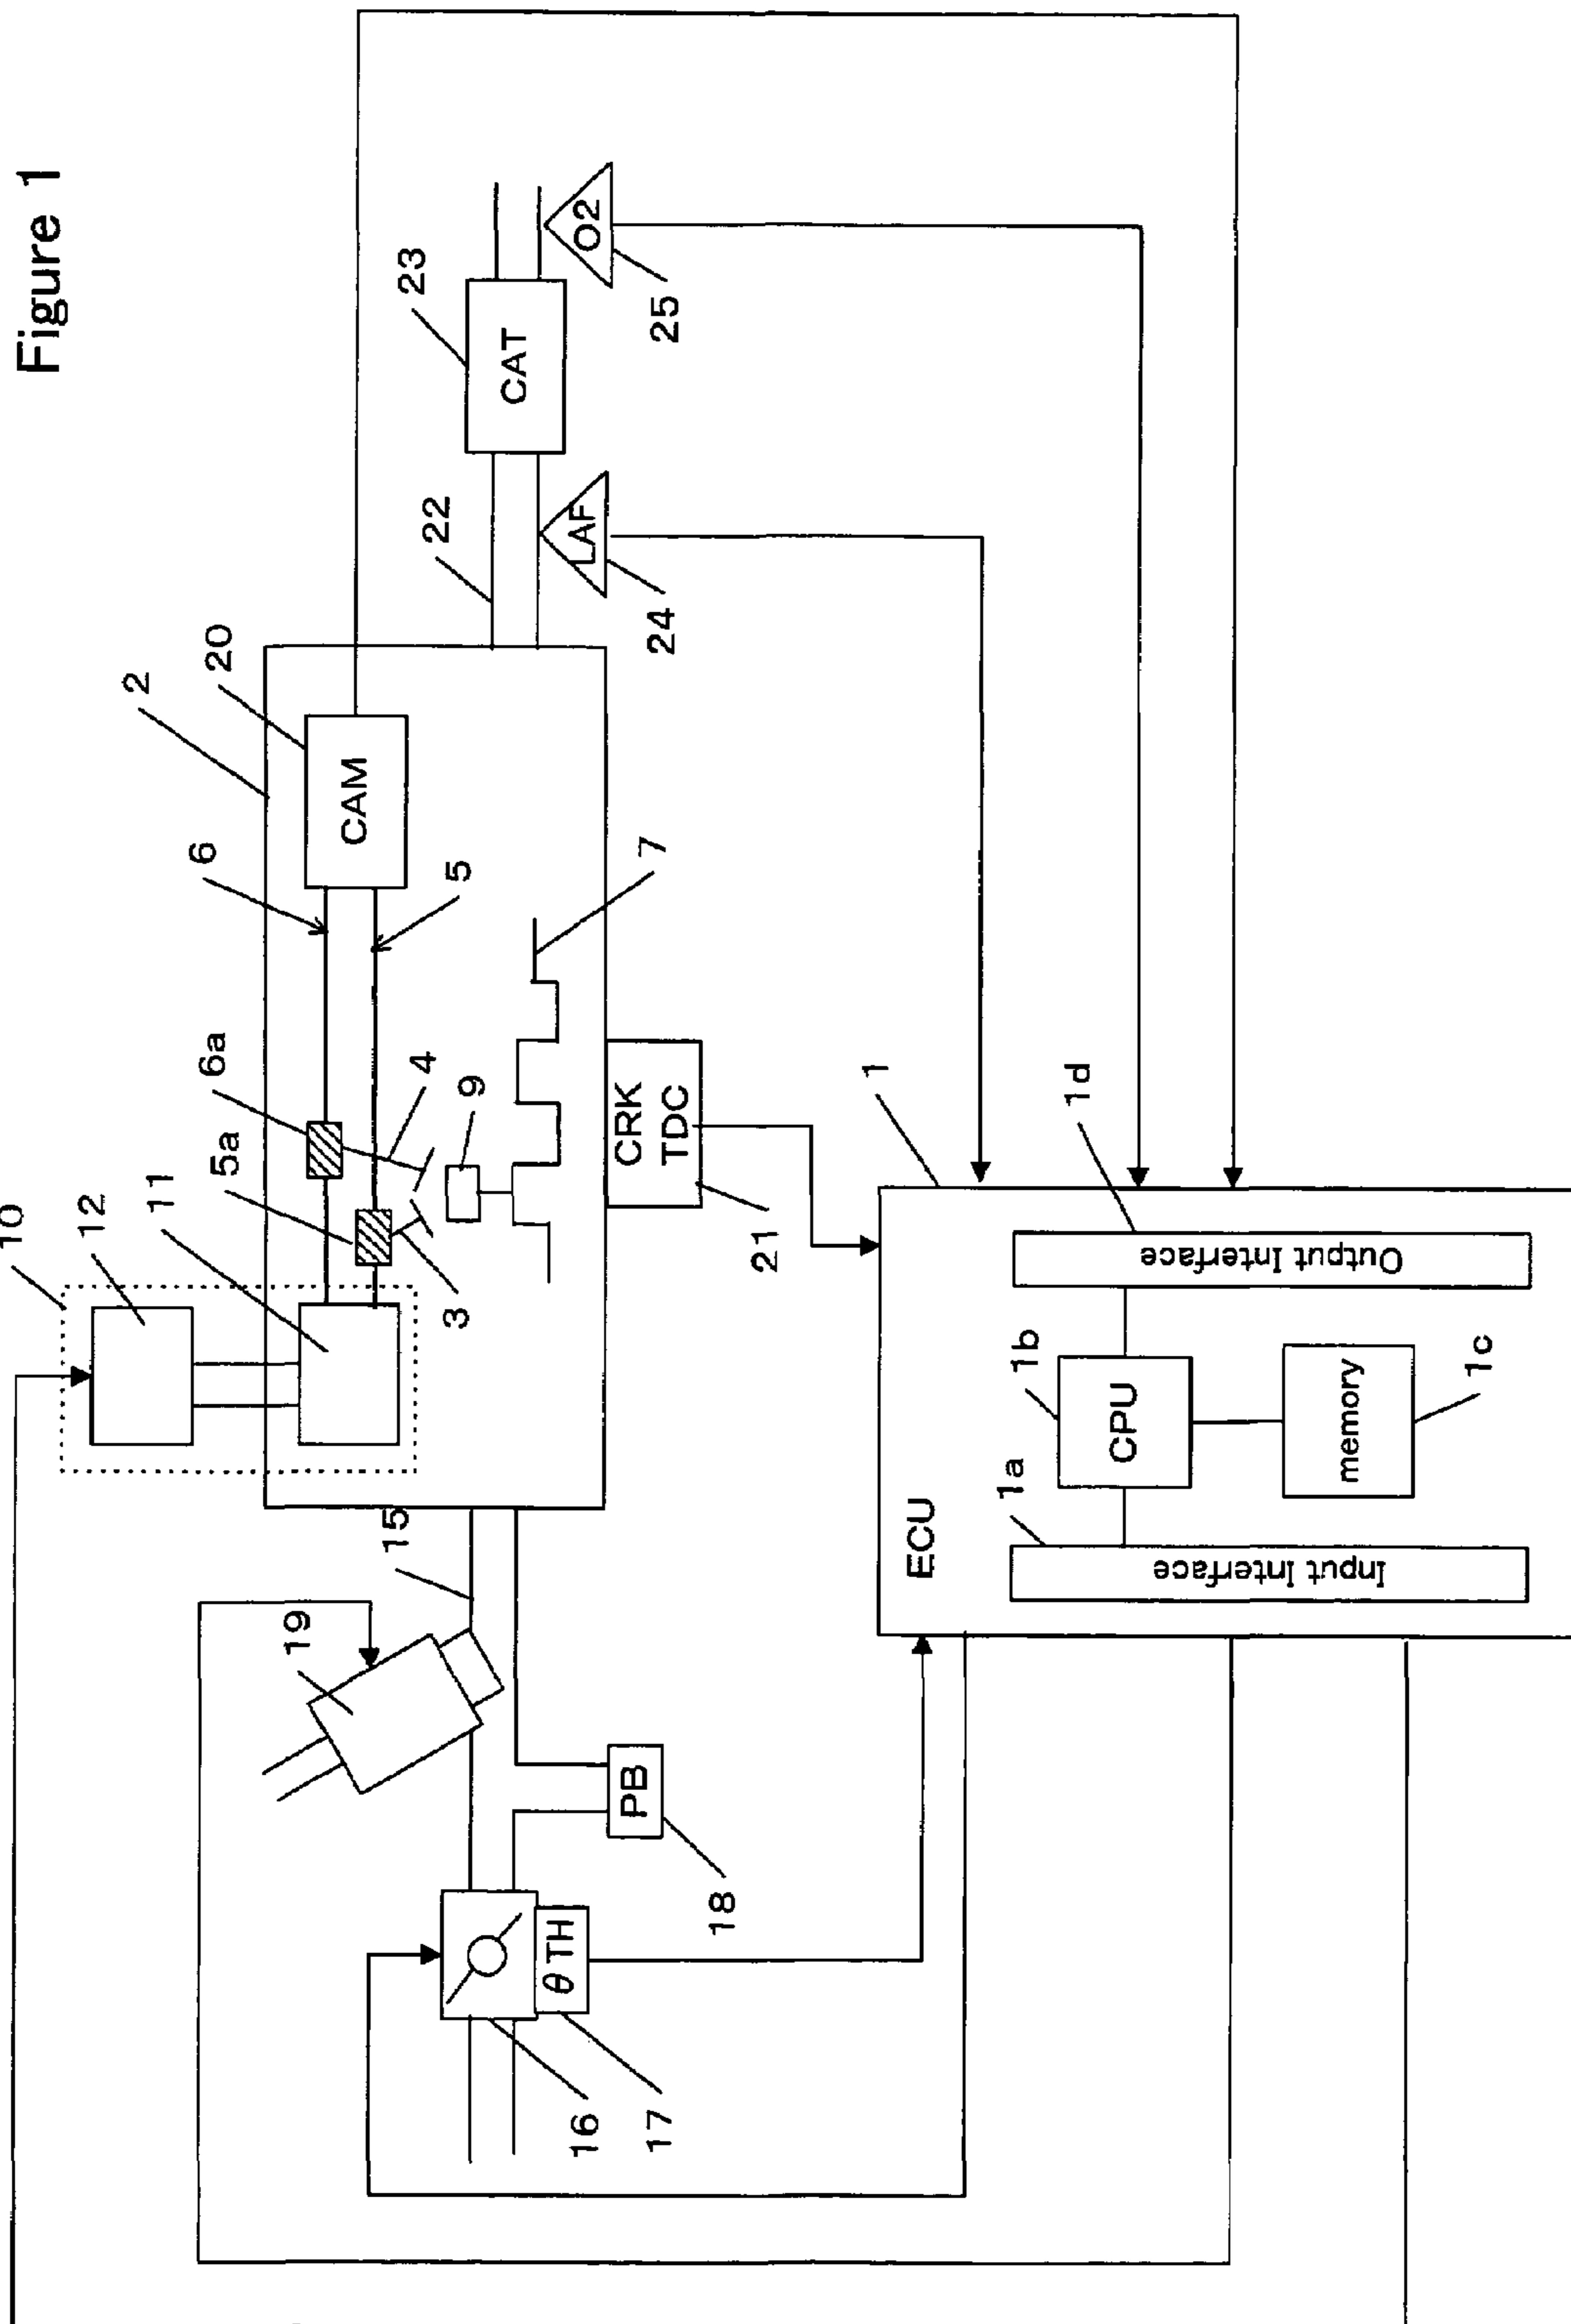 Figure 1
10
12
11
2
20
6
CAM
5
6a
5a
4
9
3
7
23
CAT
22
O2
25
LAF
24
15
19
PB
18
θTH
16
17
CRK
TDC
21
1
ECU
1a
Input Interface
1b
CPU
memory
1c
1d
Output Interface